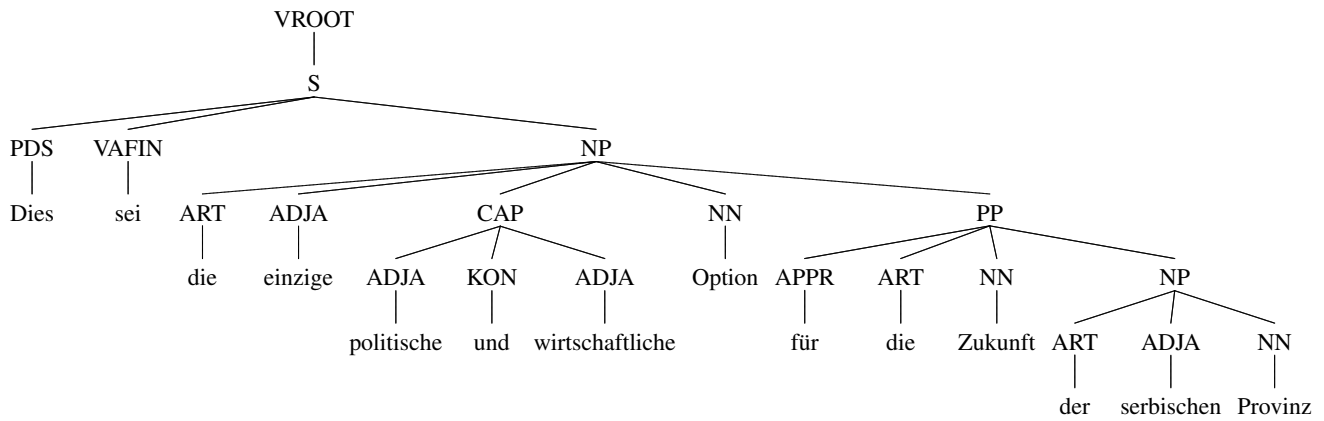 VROOT
S
PDS VAFIN NP
Dies sei ART ADJA CAP NN PP
die einzige ADJA KON ADJA Option APPR ART NN NP
politische und wirtschaftliche für die Zukunft ART ADJA NN
der serbischen Provinz